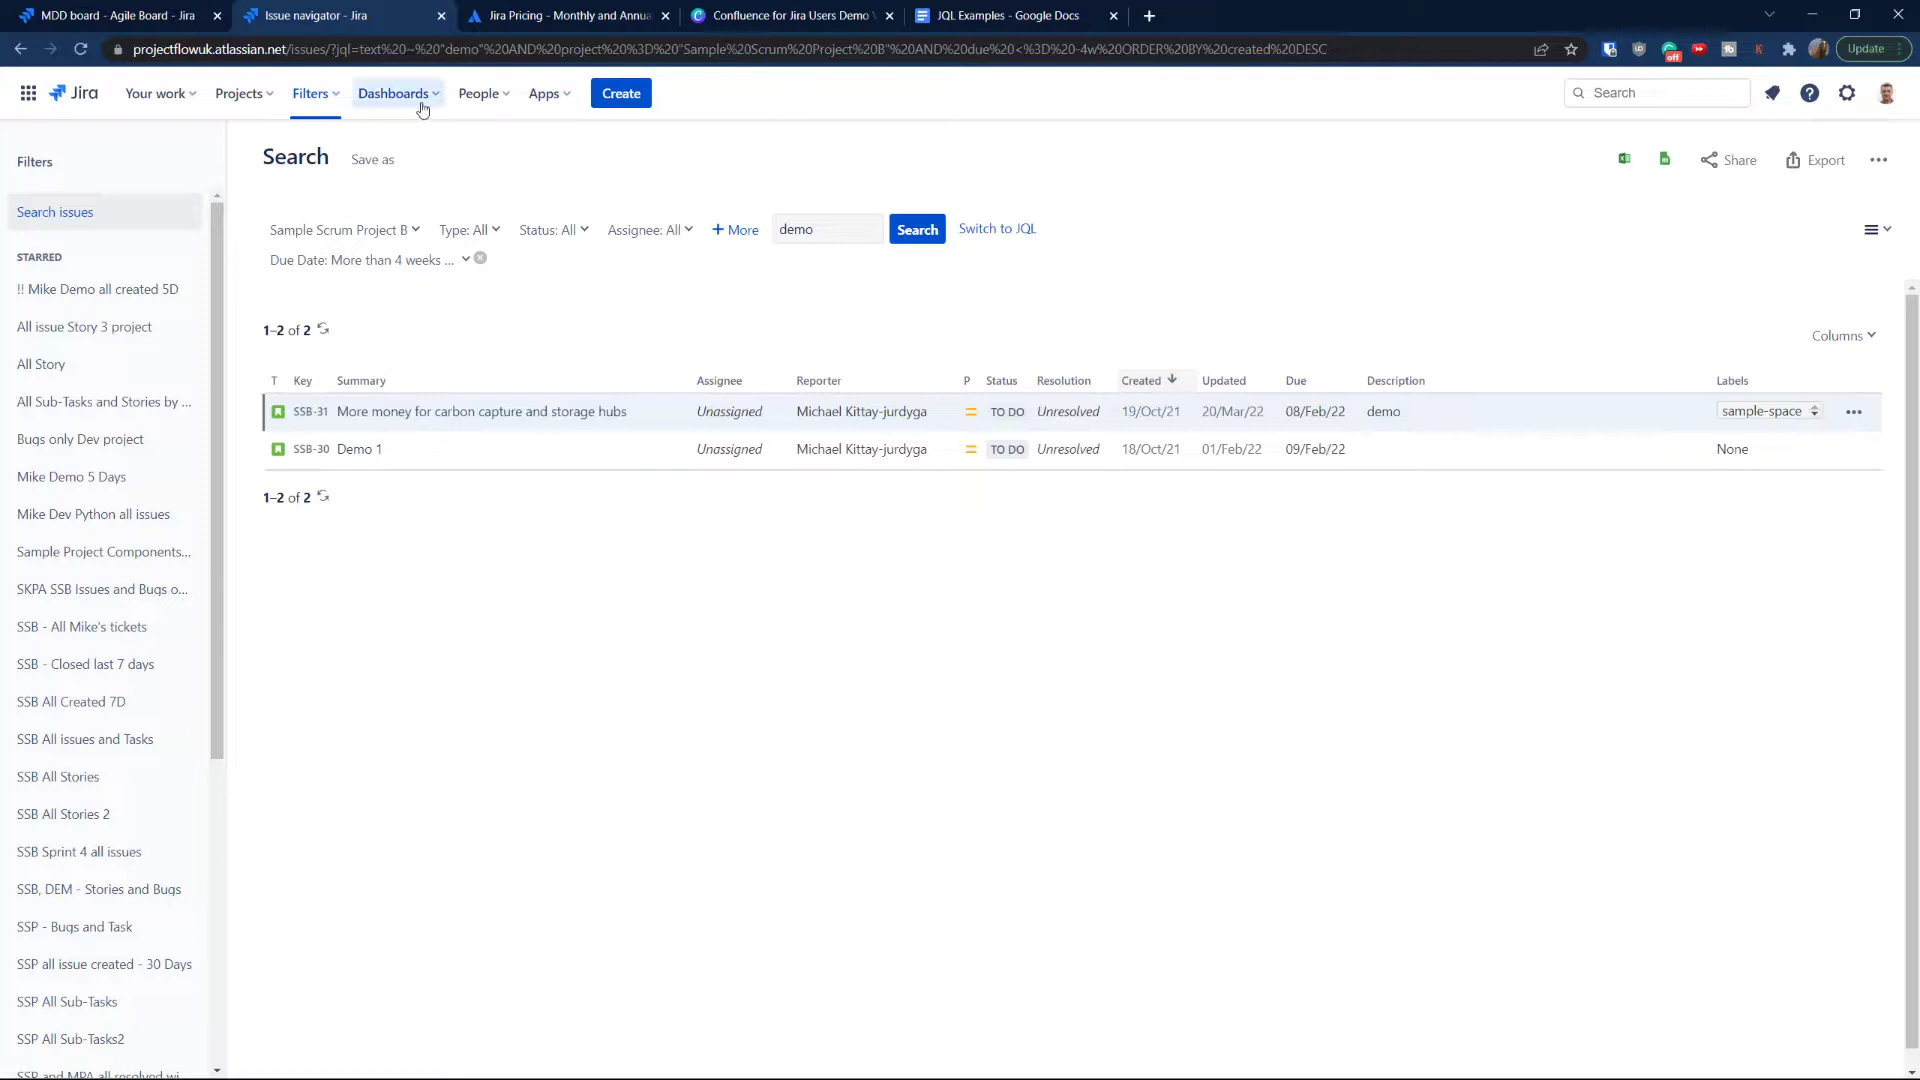 MDD board - Agile Board - Jira
Issue navigator - Jira
Jira Pricing - Monthly and Annua
Confluence for Jira Users Demo
JQL Examples - Google Docs
projectflowuk.atlassian.net/issues/?jql=text%20~%20"demo"%20AND%20project%20%3D%20"Sample%20Scrum%20Project%20B"%20AND%20due%20<%3D%20-4w%20ORDER%20BY%20created%20DESC
off
Update
Jira
Your work
Projects
Filters
Dashboards
People
Apps
Create
Search
Filters
Search Save as
Share
Export
Search issues
Sample Scrum Project B Type: All Status: All Assignee: All + More demo Search Switch to JQL
Due Date: More than 4 weeks ...
STARRED
!! Mike Demo all created 5D
All issue Story 3 project
All Story
All Sub-Tasks and Stories by ...
Bugs only Dev project
Mike Demo 5 Days
Mike Dev Python all issues
Sample Project Components...
SKPA SSB Issues and Bugs o...
SSB - All Mike's tickets
SSB - Closed last 7 days
SSB All Created 7D
SSB All issues and Tasks
SSB All Stories
SSB All Stories 2
SSB Sprint 4 all issues
SSB, DEM - Stories and Bugs
SSP - Bugs and Task
SSP all issue created - 30 Days
SSP All Sub-Tasks
SSP All Sub-Tasks2
SSP and MPA all resolved wi
1–2 of 2
Columns
T Key Summary Assignee Reporter P Status Resolution Created Updated Due Description Labels
SSB-31 More money for carbon capture and storage hubs Unassigned Michael Kittay-jurdyga TO DO Unresolved 19/Oct/21 20/Mar/22 08/Feb/22 demo sample-space
SSB-30 Demo 1 Unassigned Michael Kittay-jurdyga TO DO Unresolved 18/Oct/21 01/Feb/22 09/Feb/22 None
1–2 of 2